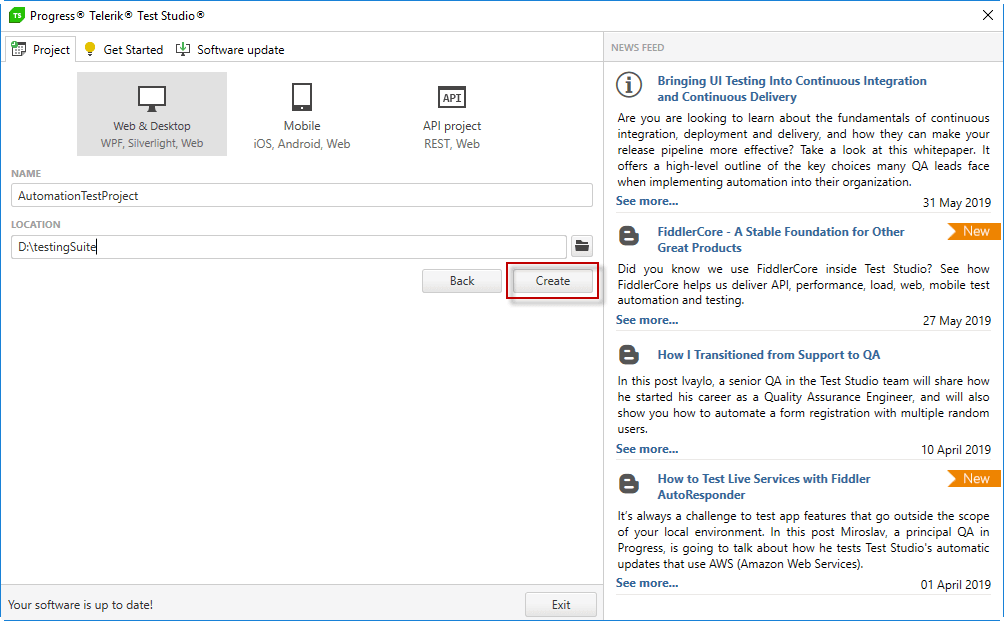 TS Progress® Telerik® Test Studio®
Project
Get Started
Software update
Web & Desktop
WPF, Silverlight, Web
Mobile
iOS, Android, Web
API
API project
REST, Web
NAME
AutomationTestProject
LOCATION
D:\testingSuite
Back
Create
Your software is up to date!
Exit
NEWS FEED
Bringing UI Testing Into Continuous Integration
and Continuous Delivery
Are you are looking to learn about the fundamentals of continuous
integration, deployment and delivery, and how they can make your
release pipeline more effective? Take a look at this whitepaper. It
offers a high-level outline of the key choices many QA leads face
when implementing automation into their organization.
See more...
31 May 2019
FiddlerCore - A Stable Foundation for Other
Great Products
New
Did you know we use FiddlerCore inside Test Studio? See how
FiddlerCore helps us deliver API, performance, load, web, mobile test
automation and testing.
See more...
27 May 2019
How I Transitioned from Support to QA
In this post Ivaylo, a senior QA in the Test Studio team will share how
he started his career as a Quality Assurance Engineer, and will also
show you how to automate a form registration with multiple random
users.
See more...
10 April 2019
How to Test Live Services with Fiddler
AutoResponder
New
It's always a challenge to test app features that go outside the scope
of your local environment. In this post Miroslav, a principal QA in
Progress, is going to talk about how he tests Test Studio's automatic
updates that use AWS (Amazon Web Services).
See more...
01 April 2019